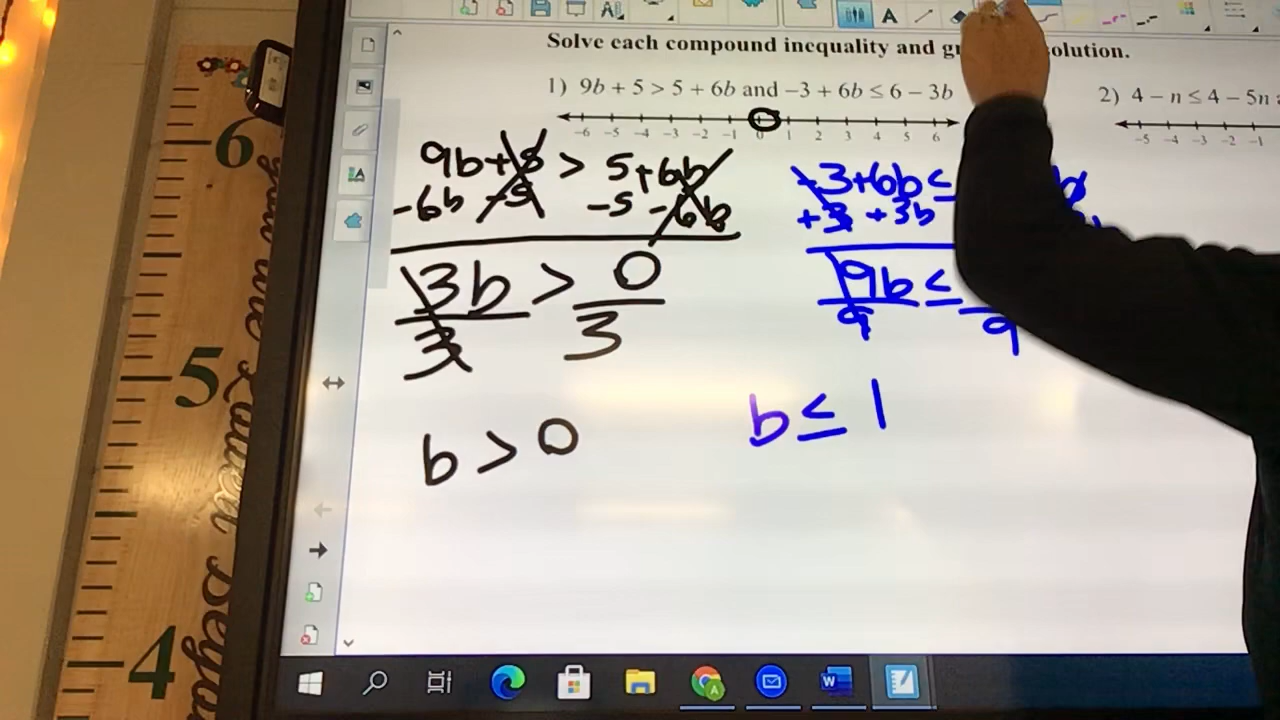 Solve each compound inequality and gr olution.
1) 9b + 5 > 5 + 6b and −3 + 6b ≤ 6 − 3b
2) 4 − n ≤ 4 − 5n
-6 -5 -4 -3 -2 -1 0 1 2 3 4 5 6
-5 -4 -3 -2 -1
9b+5 > 5+6b
-6b -5 -5 -6b
3b > 0
3 3
b > 0
-3+6b ≤
+3 +3b
9b ≤
9 9
b ≤ 1
6
5
4